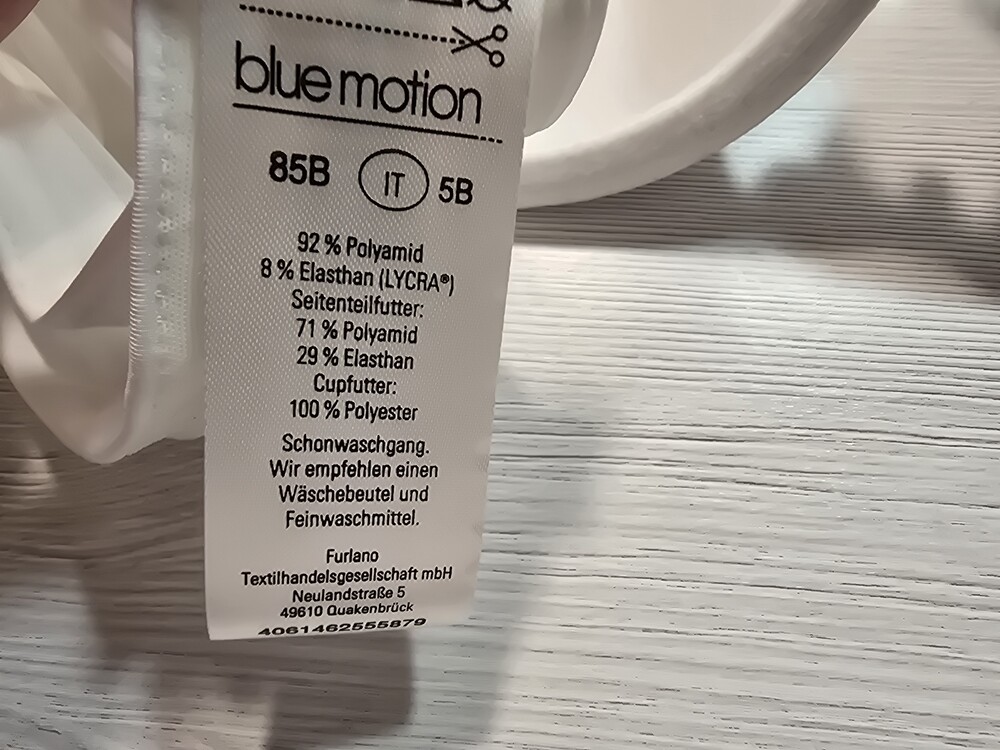 blue motion
85B IT 5B
92 % Polyamid
8 % Elasthan (LYCRA®)
Seitenteilfutter:
71 % Polyamid
29 % Elasthan
Cupfutter:
100 % Polyester
Schonwaschgang.
Wir empfehlen einen
Wäschebeutel und
Feinwaschmittel.
Furlano
Textilhandelsgesellschaft mbH
Neulandstraße 5
49610 Quakenbrück
4061462555879